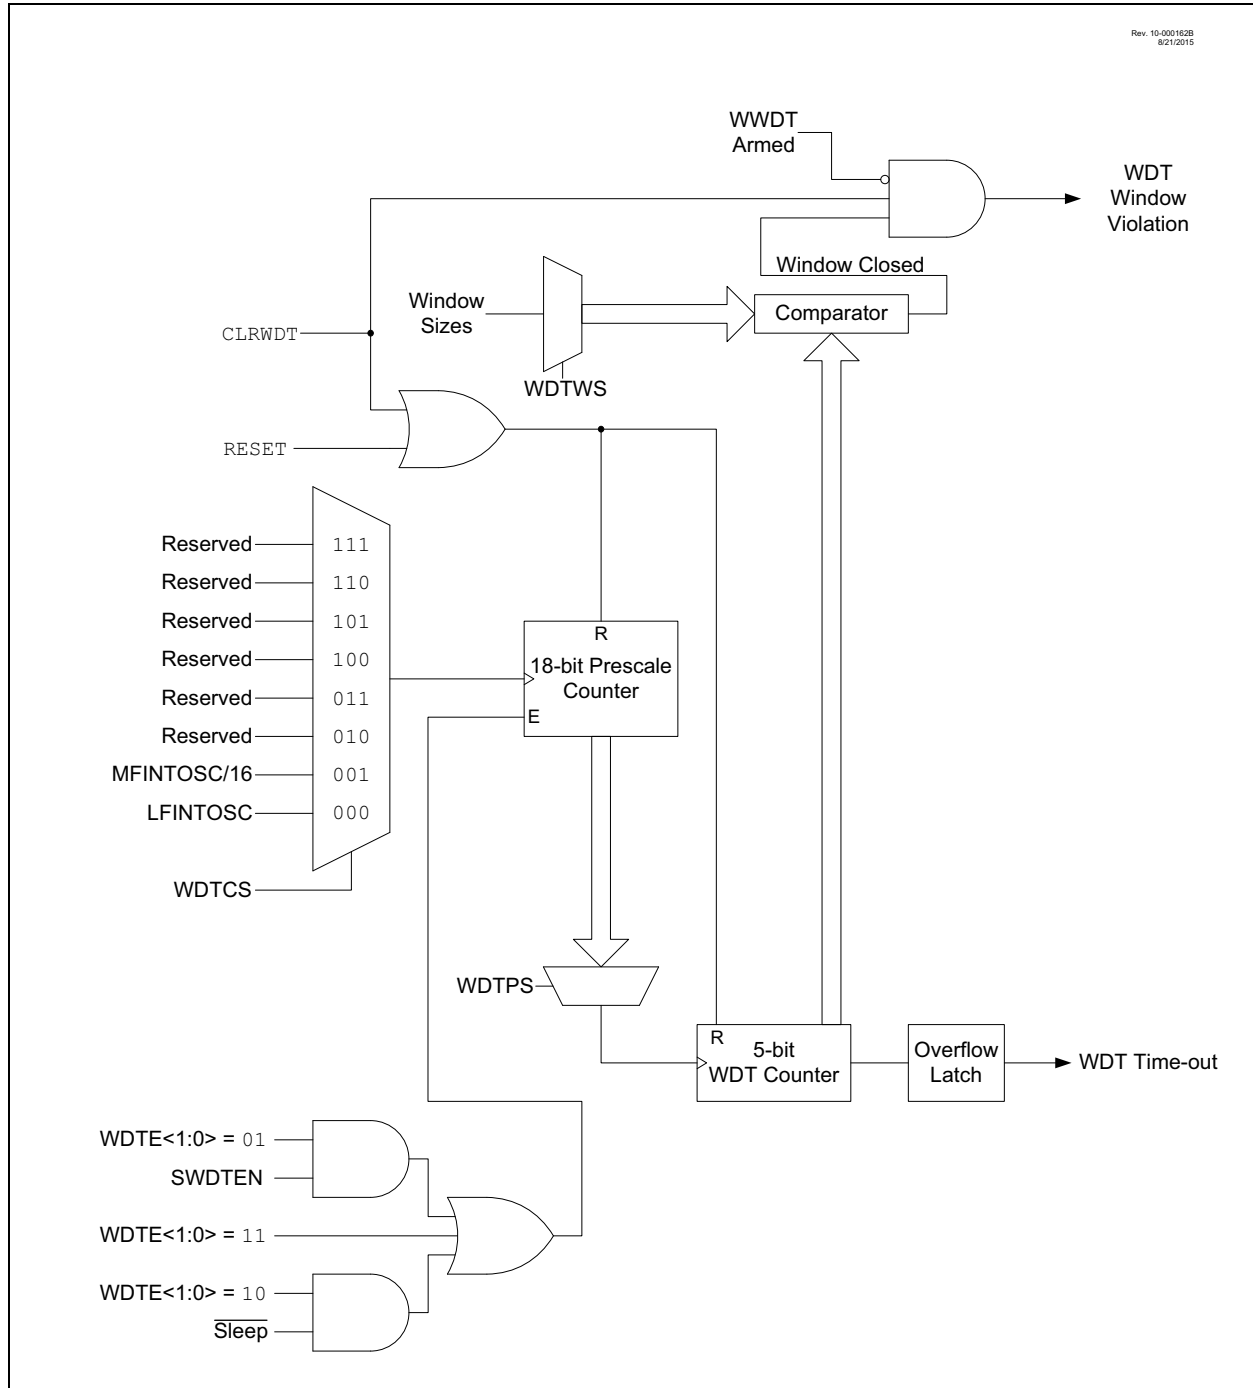 Rev. 10-000162B
8/21/2015
WWDT
Armed
WDT
Window
Violation
Window Closed
Window
Sizes
Comparator
CLRWDT
WDTWS
RESET
Reserved
111
Reserved
110
Reserved
101
Reserved
100
Reserved
011
Reserved
010
MFINTOSC/16
001
LFINTOSC
000
WDTCS
R
18-bit Prescale
Counter
E
WDTPS
R
5-bit
WDT Counter
Overflow
Latch
WDT Time-out
WDTE<1:0> = 01
SWDTEN
WDTE<1:0> = 11
WDTE<1:0> = 10
Sleep